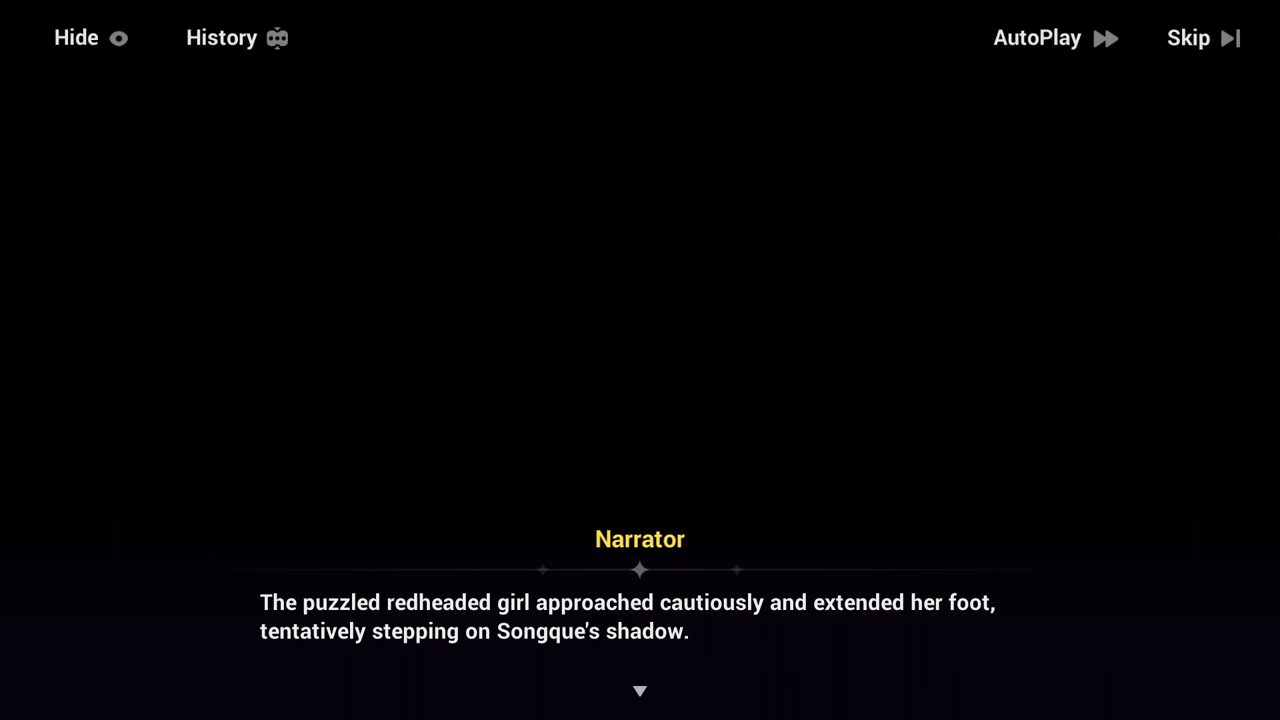 Hide
History
AutoPlay
Skip
Narrator
The puzzled redheaded girl approached cautiously and extended her foot,
tentatively stepping on Songque's shadow.